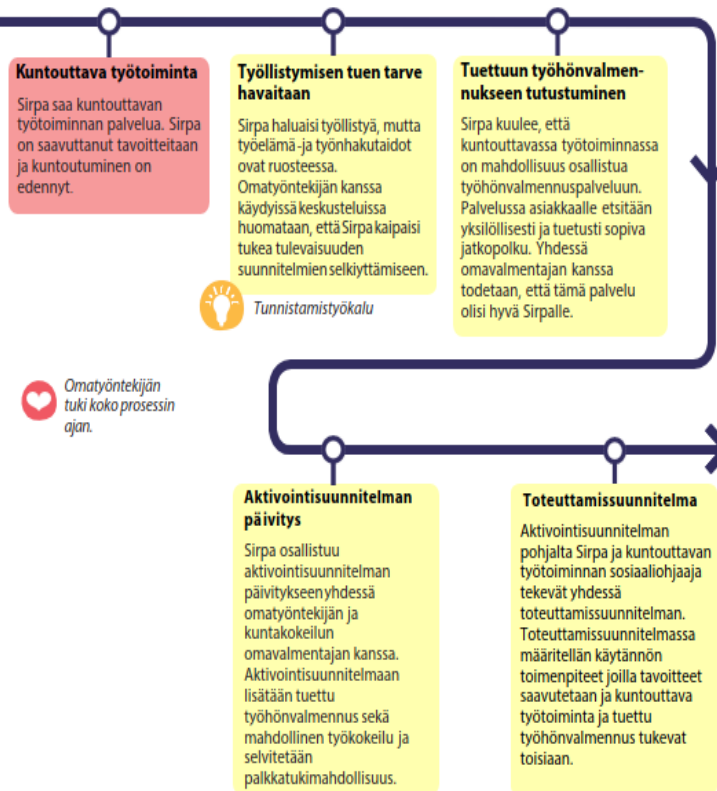 Kuntouttava työtoiminta
Sirpa saa kuntouttavan
työtoiminnan palvelua. Sirpa
on saavuttanut tavoitteitaan
ja kuntoutuminen on
edennyt.
Työllistymisen tuen tarve
havaitaan
Sirpa haluaisi työllistyä, mutta
työelämä -ja työnhakutaidot
ovat ruosteessa.
Omatyöntekijän kanssa
käydyissä keskusteluissa
huomataan, että Sirpa kaipaisi
tukea tulevaisuuden
suunnitelmien selkiyttämiseen.
Tunnistamistyökalu
Tuettuun työhönvalmen-
nukseen tutustuminen
Sirpa kuulee, että
kuntouttavassa työtoiminnassa
on mahdollisuus osallistua
työhönvalmennuspalveluun.
Palvelussa asiakkaalle etsitään
yksilöllisesti ja tuetusti sopiva
jatkopolku. Yhdessä
omavalmentajan kanssa
todetaan, että tämä palvelu
olisi hyvä Sirpalle.
Omatyöntekijän
tuki koko prosessin
ajan.
Aktivointisuunnitelman
päivitys
Sirpa osallistuu
aktivointisuunnitelman
päivitykseen yhdessä
omatyöntekijän ja
kuntakokeilun
omavalmentajan kanssa.
Aktivointisuunnitelmaan
lisätään tuettu
työhönvalmennus sekä
mahdollinen työkokeilu ja
selvitetään
palkkatukimahdollisuus.
Toteuttamissuunnitelma
Aktivointisuunnitelman
pohjalta Sirpa ja kuntouttavan
työtoiminnan sosiaaliohjaaja
tekevät yhdessä
toteuttamissuunnitelman.
Toteuttamissuunnitelmassa
määritellän käytännön
toimenpiteet joilla tavoitteet
saavutetaan ja kuntouttava
työtoiminta ja tuettu
työhönvalmennus tukevat
toisiaan.